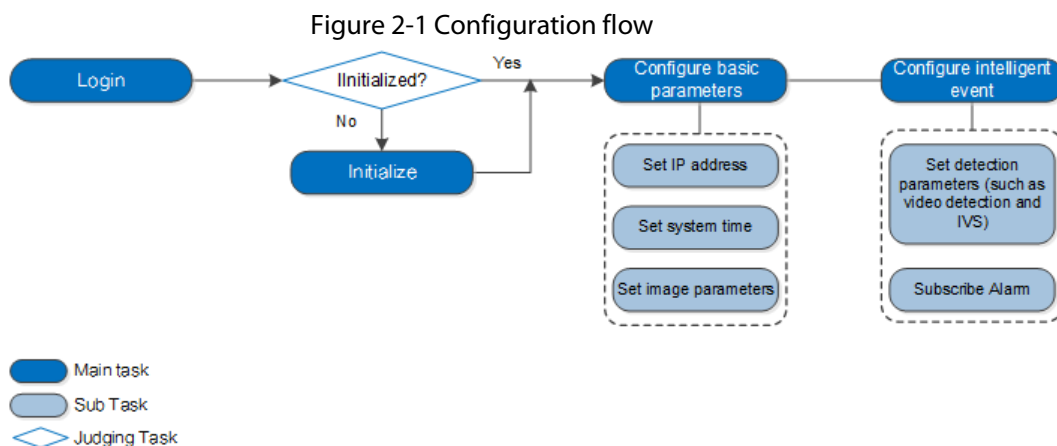 Figure 2-1 Configuration flow
Login
IInitialized?
Yes
No
Initialize
Configure basic
parameters
Set IP address
Set system time
Set image parameters
Configure intelligent
event
Set detection
parameters (such as
video detection and
IVS)
Subscribe Alarm
Main task
Sub Task
Judging Task